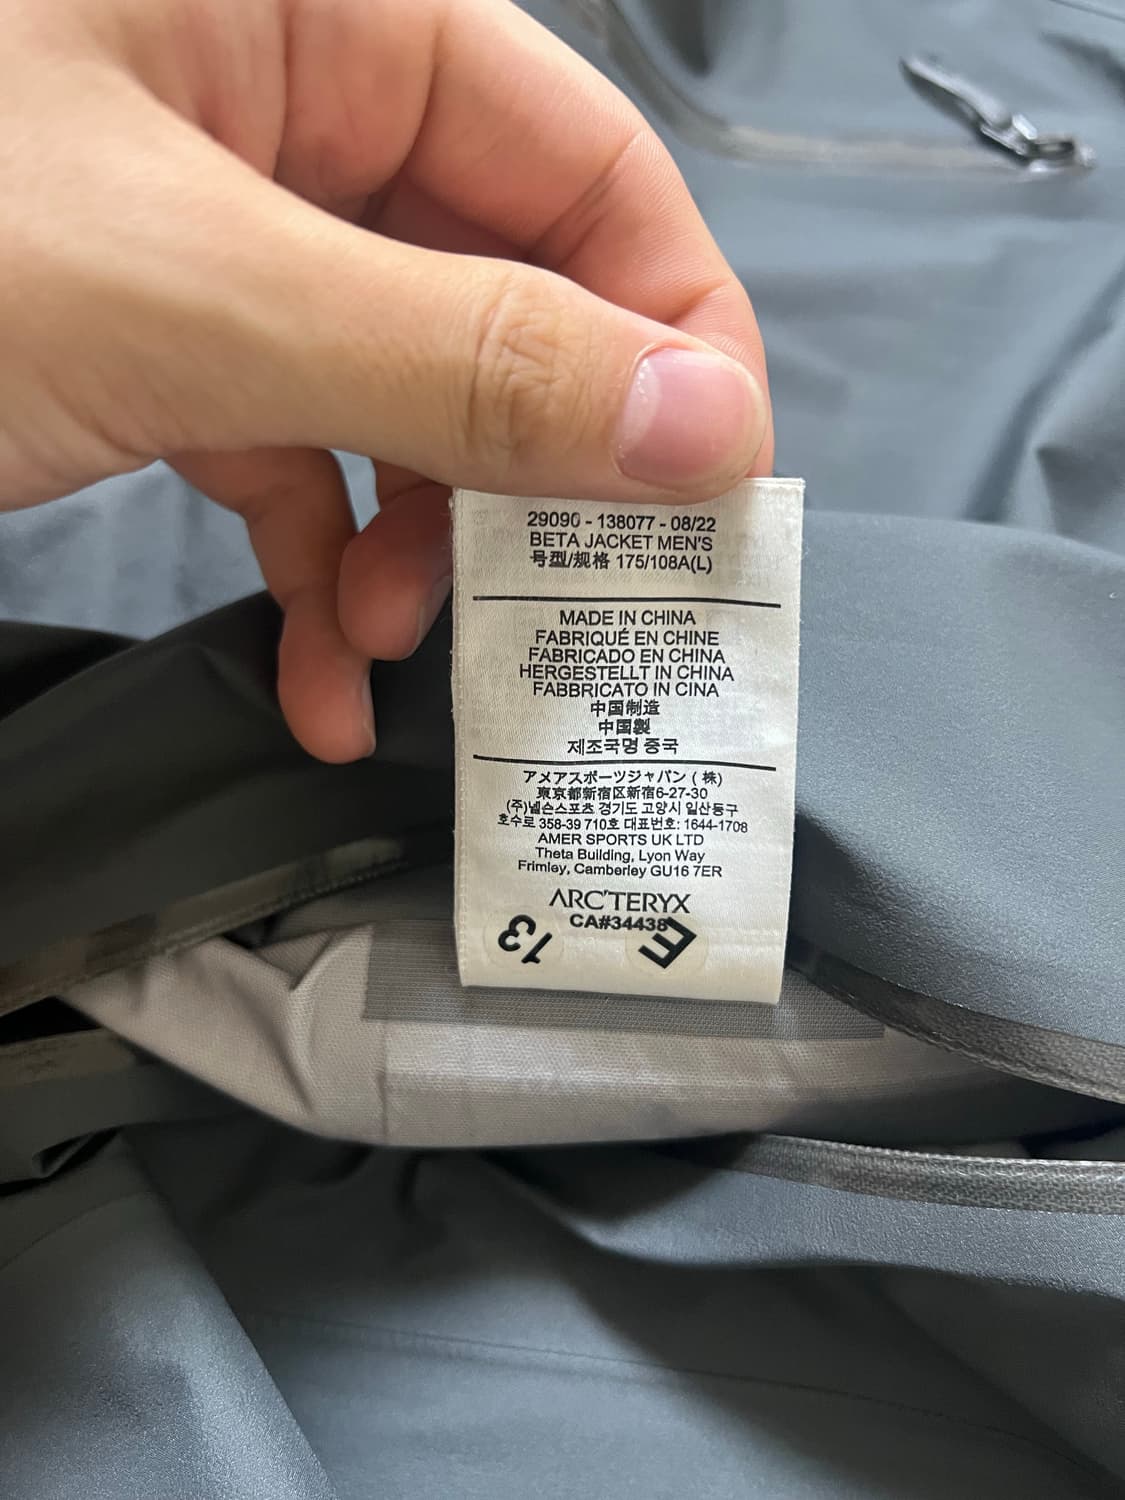 29090 - 138077 - 08/22
BETA JACKET MEN'S
号型/规格 175/108A(L)
MADE IN CHINA
FABRIQUÉ EN CHINE
FABRICADO EN CHINA
HERGESTELLT IN CHINA
FABBRICATO IN CINA
中国制造
中国製
제조국명 중국
アメアスポーツジャパン (株)
東京都新宿区新宿6-27-30
(주)넬슨스포츠 경기도 고양시 일산동구
호수로 358-39 710호 대표번호: 1644-1708
AMER SPORTS UK LTD
Theta Building, Lyon Way
Frimley, Camberley GU16 7ER
ARC'TERYX
CA#34438
13 E